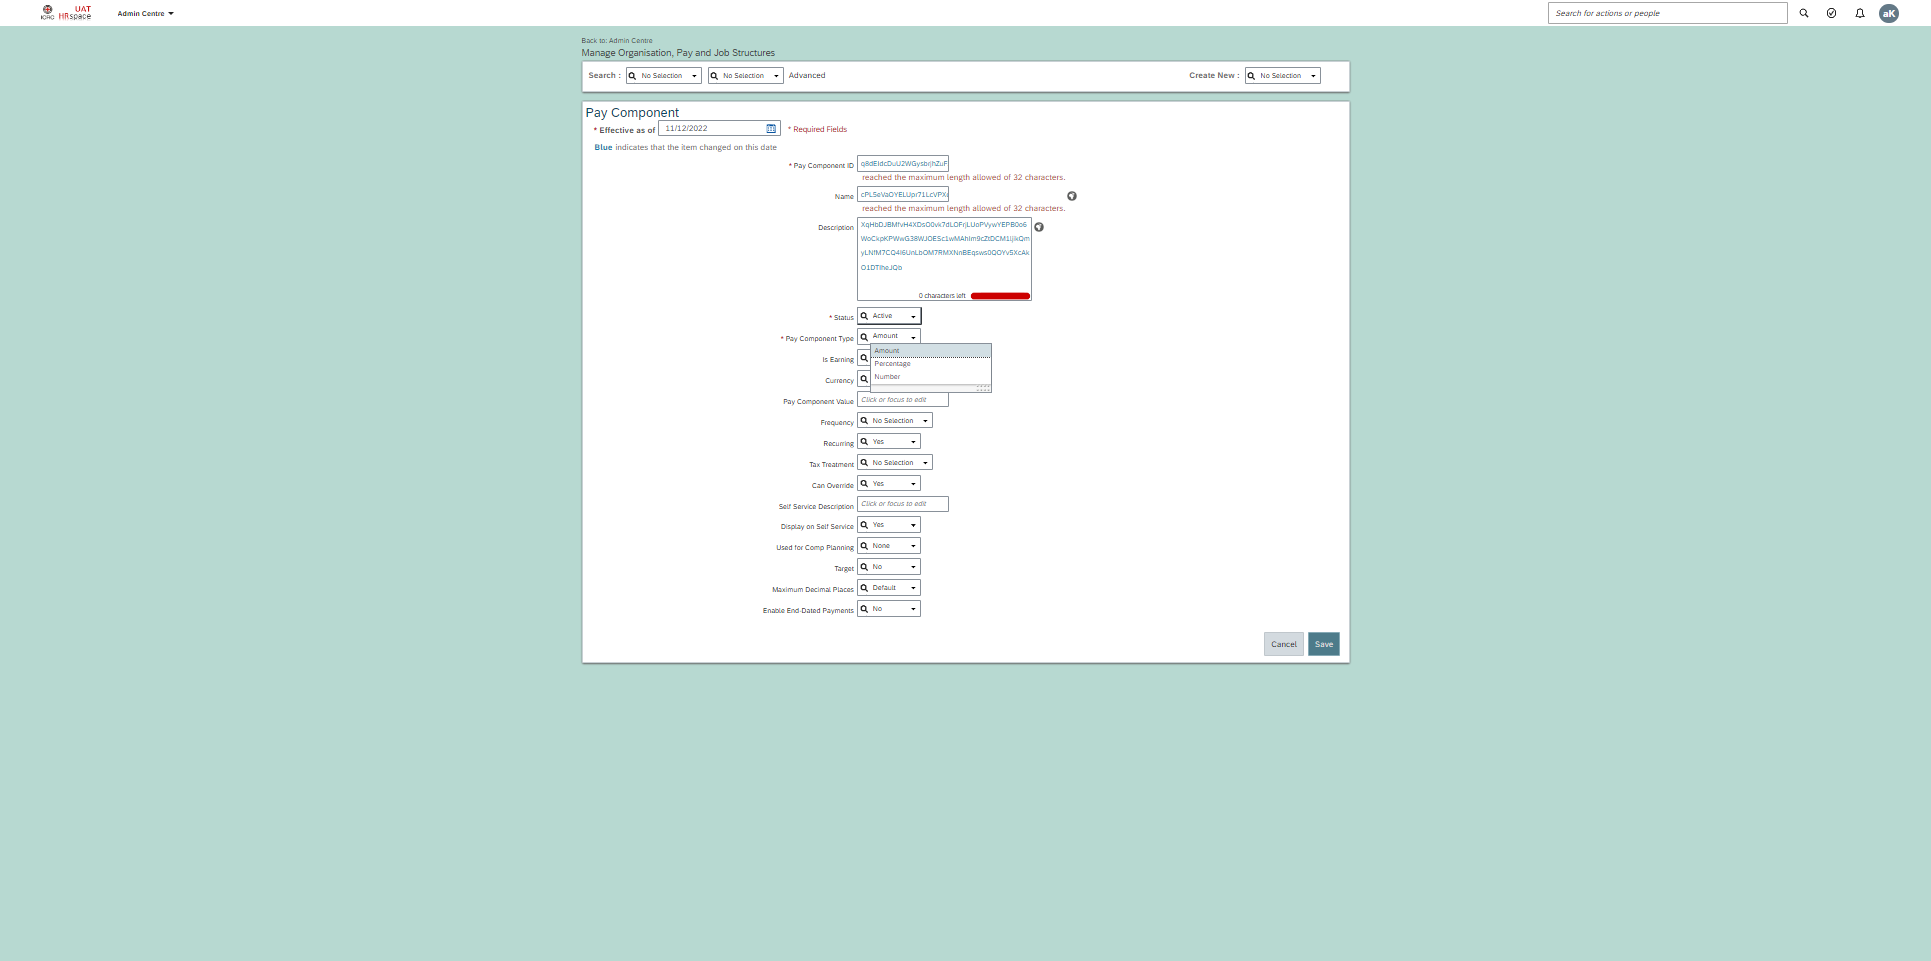 ICRC
UAT
HRspace
Admin Centre
Search for actions or people
aK
Back to: Admin Centre
Manage Organisation, Pay and Job Structures
Search : No Selection No Selection Advanced
Create New : No Selection
Pay Component
* Effective as of 11/12/2022 * Required Fields
Blue indicates that the item changed on this date
* Pay Component ID
reached the maximum length allowed of 32 characters.
Name
reached the maximum length allowed of 32 characters.
Description
0 characters left
* Status Active
* Pay Component Type Amount
Amount
Is Earning
Percentage
Number
Currency
Pay Component Value Click or focus to edit
Frequency No Selection
Recurring Yes
Tax Treatment No Selection
Can Override Yes
Self Service Description Click or focus to edit
Display on Self Service Yes
Used for Comp Planning None
Target No
Maximum Decimal Places Default
Enable End-Dated Payments No
Cancel Save